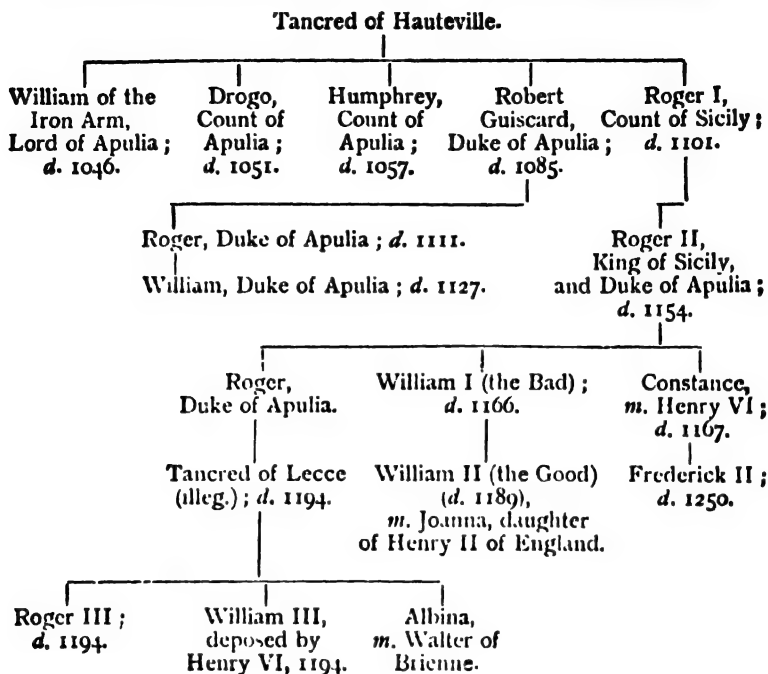 Tancred of Hauteville.
William of the
Iron Arm,
Lord of Apulia;
d. 1046.
Drogo,
Count of
Apulia;
d. 1051.
Humphrey,
Count of
Apulia;
d. 1057.
Robert
Guiscard,
Duke of Apulia;
d. 1085.
Roger I,
Count of Sicily;
d. 1101.
Roger, Duke of Apulia; d. 1111.
William, Duke of Apulia; d. 1127.
Roger II,
King of Sicily,
and Duke of Apulia;
d. 1154.
Roger,
Duke of Apulia.
William I (the Bad);
d. 1166.
Constance,
m. Henry VI;
d. 1167.
Tancred of Lecce
(illeg.); d. 1194.
William II (the Good)
(d. 1189),
m. Joanna, daughter
of Henry II of England.
Frederick II;
d. 1250.
Roger III;
d. 1194.
William III,
deposed by
Henry VI, 1194.
Albina,
m. Walter of
Brienne.